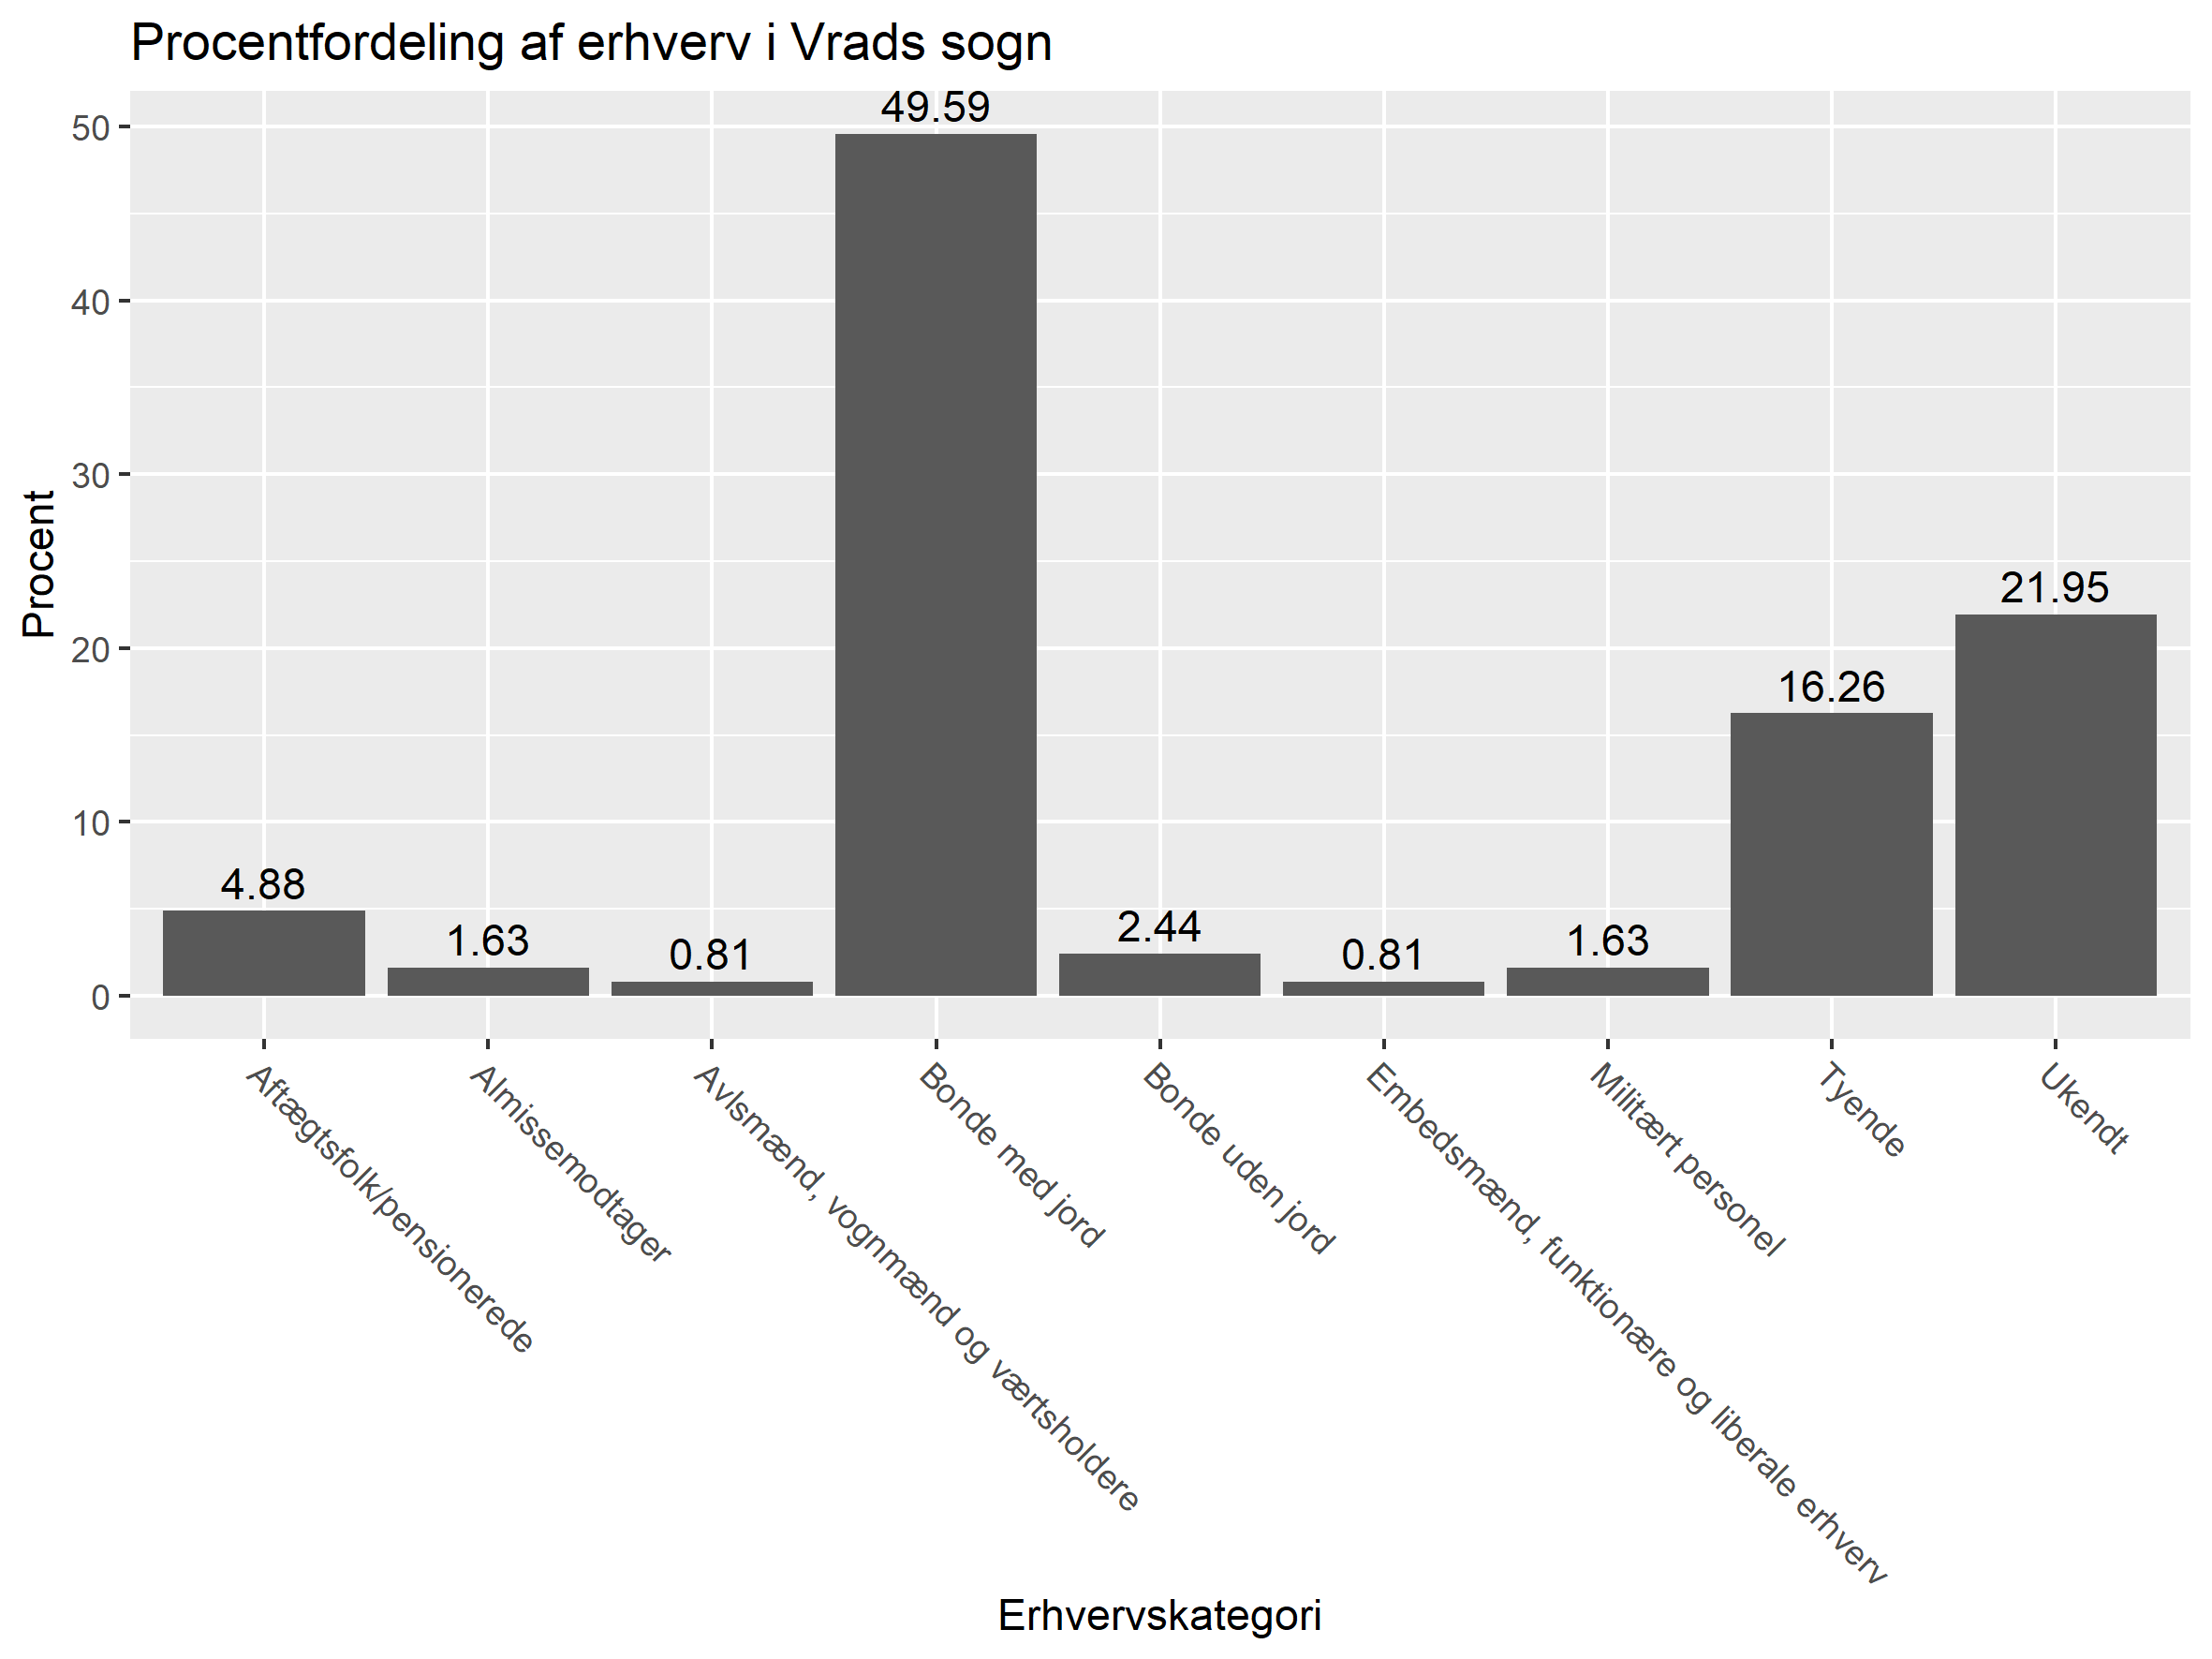 Procentfordeling af erhverv i Vrads sogn
Procent
50
40
30
20
10
0
4.88
1.63
0.81
49.59
2.44
0.81
1.63
16.26
21.95
Aftægtsfolk/pensionerede
Almissemodtager
Avlsmænd, vognmænd og værtsholdere
Bonde med jord
Bonde uden jord
Embedsmænd, funktionære og liberale erhverv
Militært personel
Tyende
Ukendt
Erhvervskategori